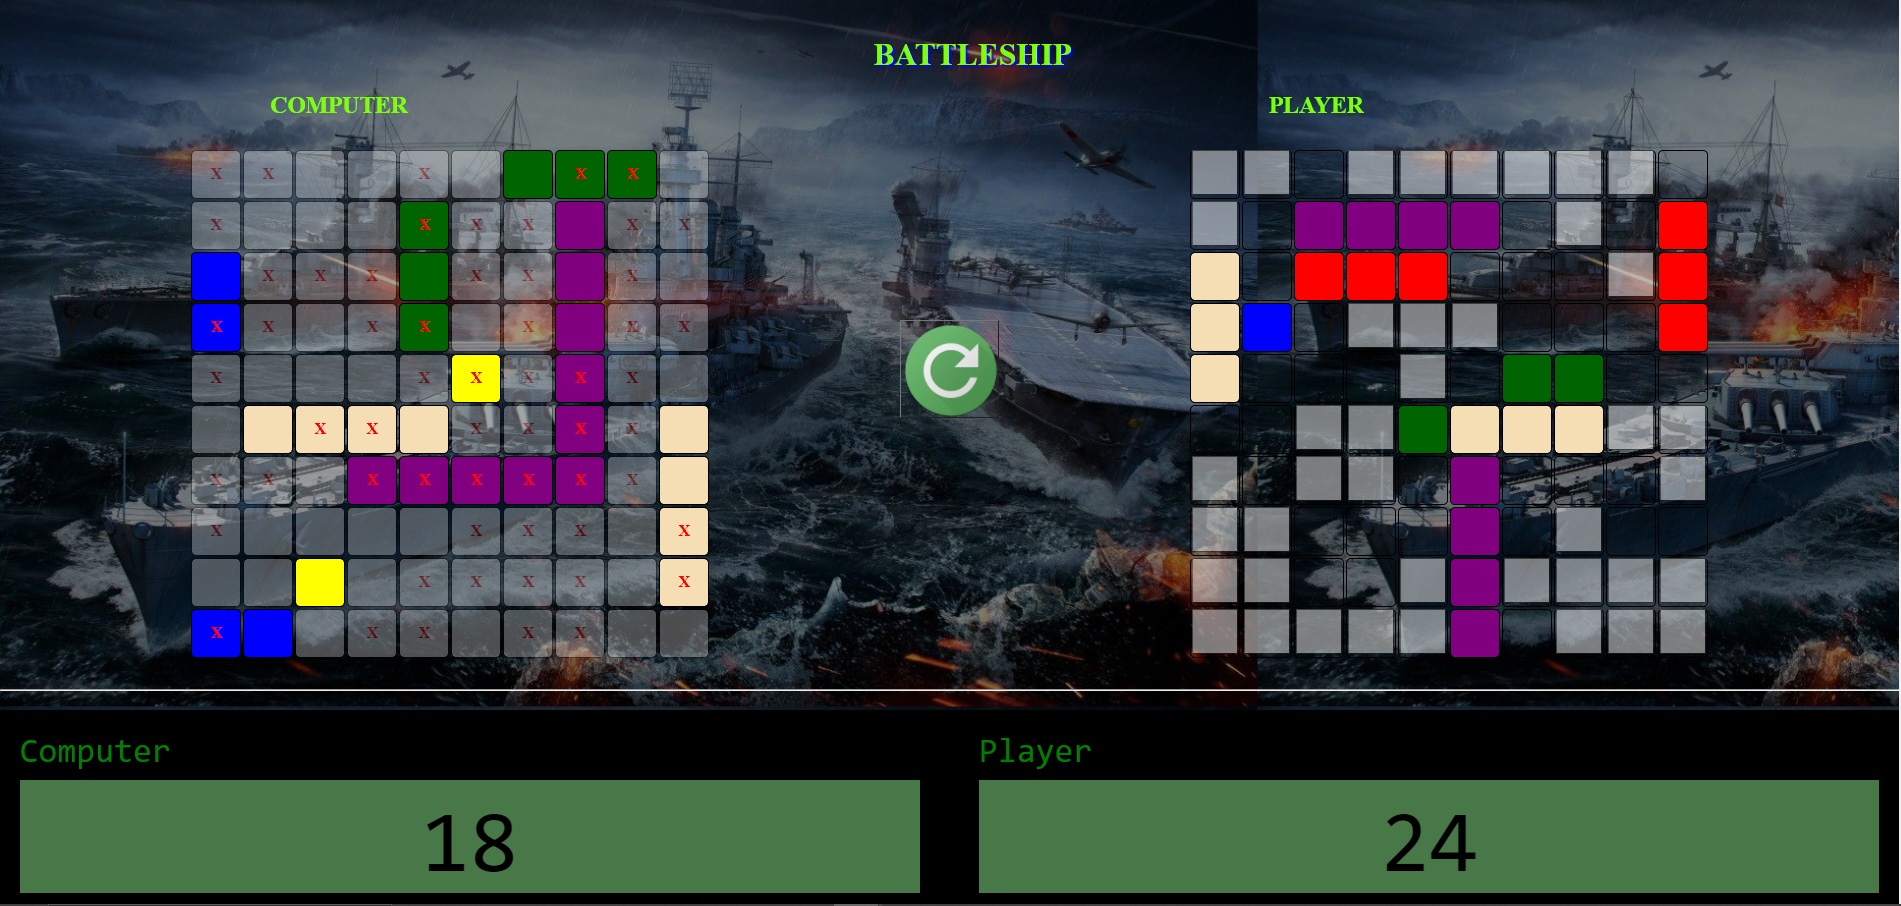 BATTLESHIP
COMPUTER
PLAYER
X X X X X
X X X X X X
X X X X X X
X X X X X X X
X X X X X X
X X X X X X
X X X X X X X X
X X X X X
X X X X X
X X X X X
Computer
Player
18
24